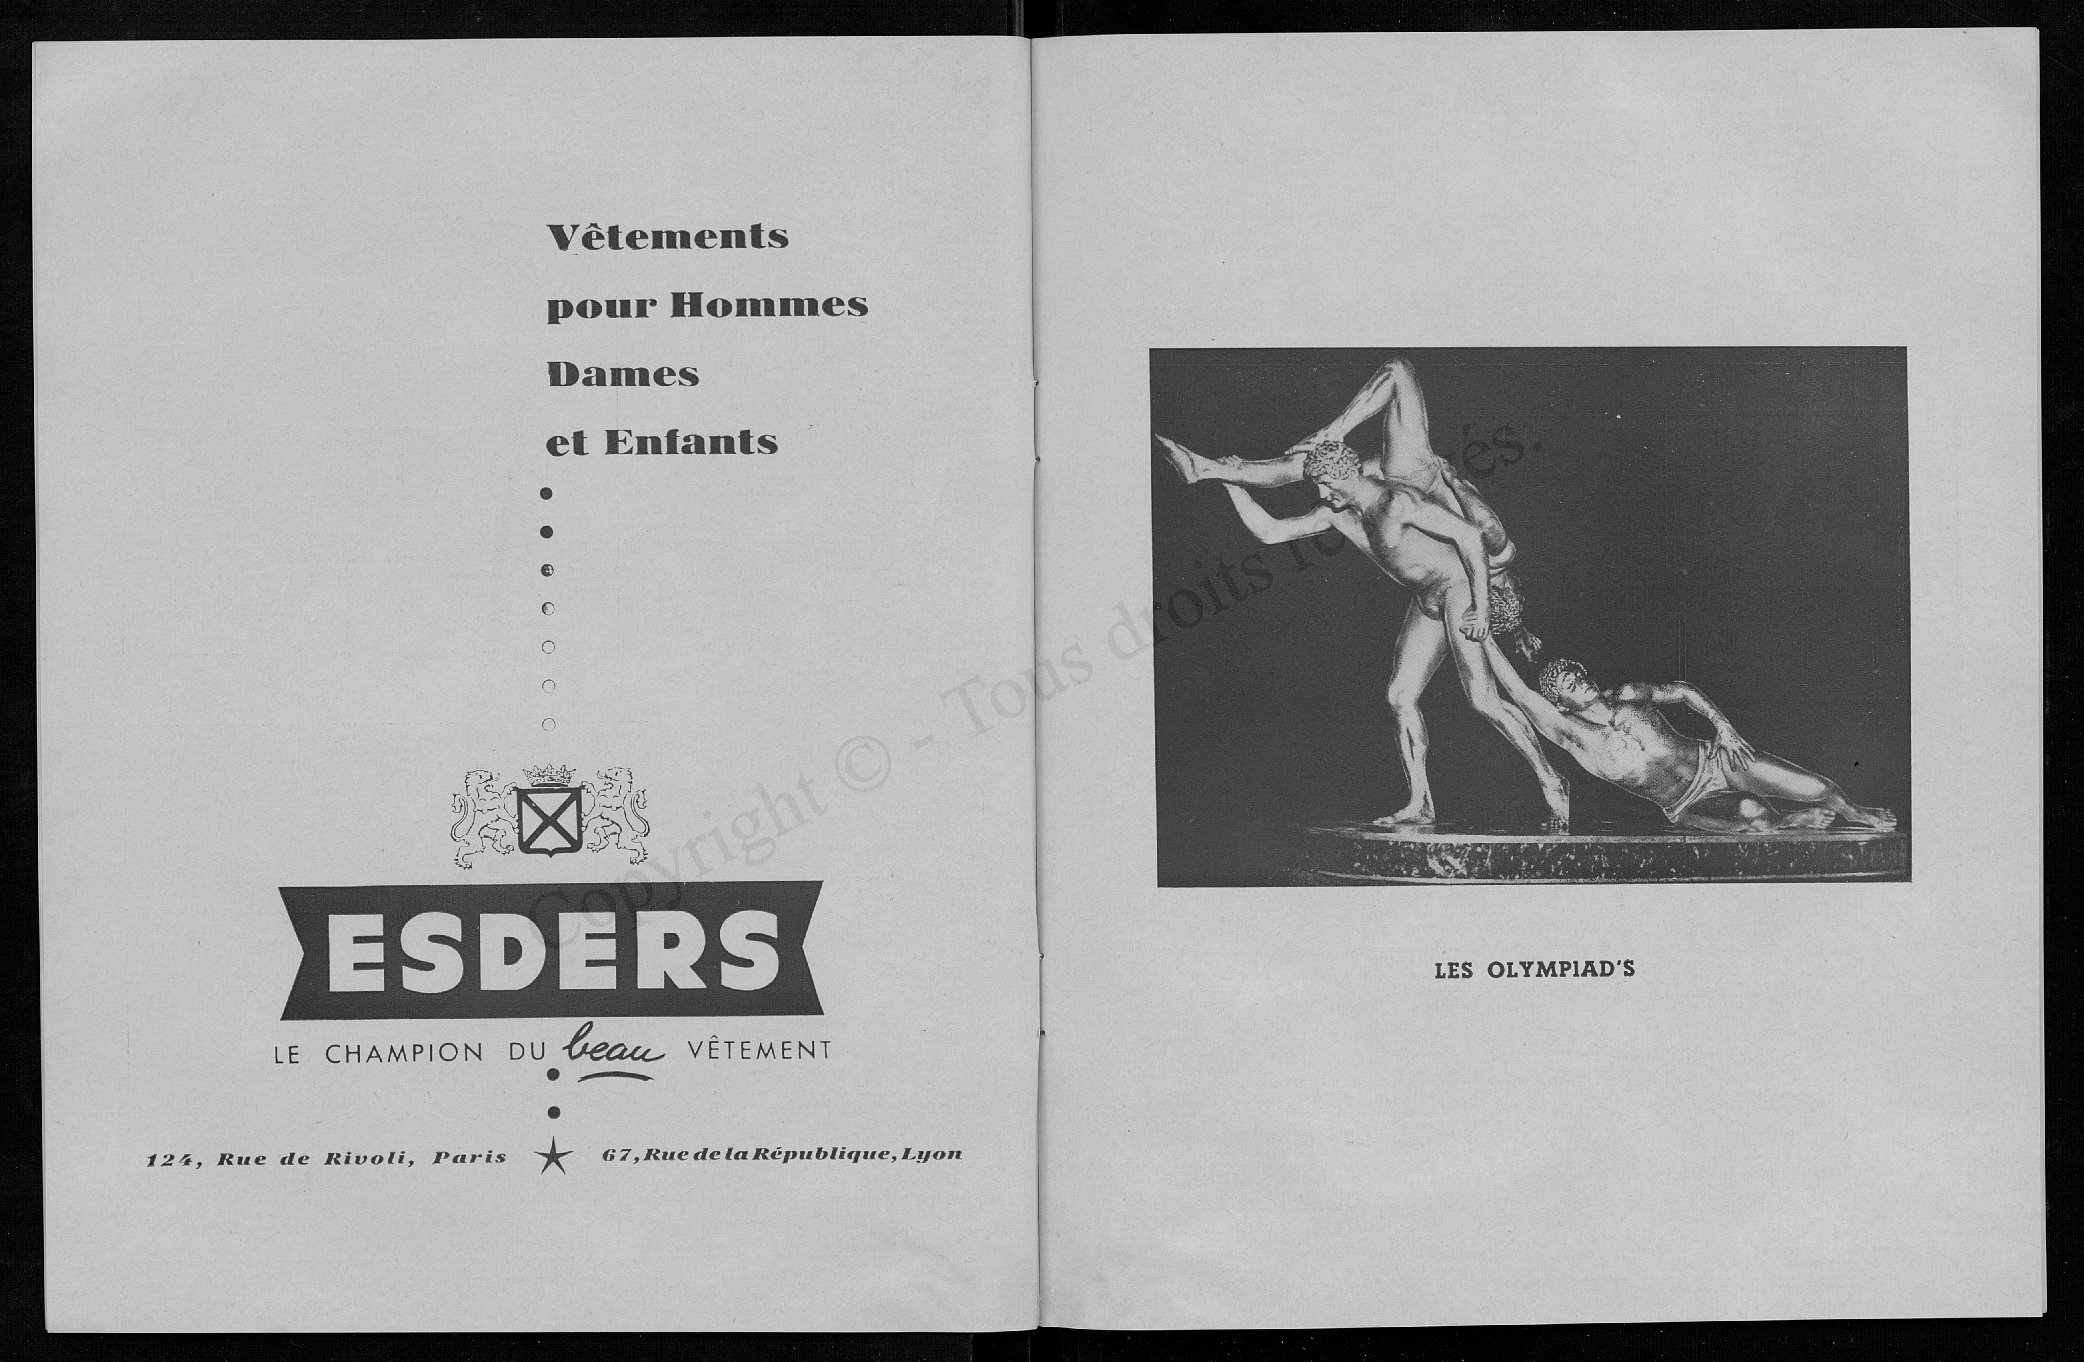 Vêtements
pour Hommes
Dames
et Enfants
ESDERS
LE CHAMPION DU beau VÊTEMENT
124, Rue de Rivoli, Paris
67, Rue de la République, Lyon
LES OLYMPIAD'S
Copyright © - Tous droits réservés.